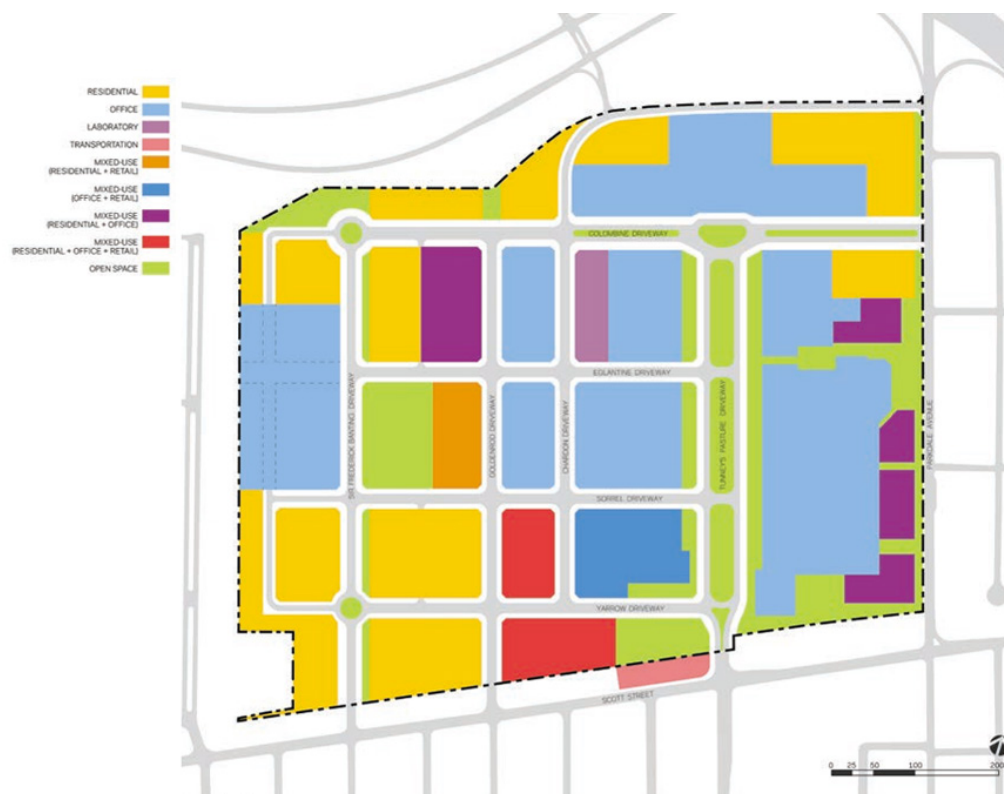 RESIDENTIAL
OFFICE
LABORATORY
TRANSPORTATION
MIXED-USE
(RESIDENTIAL + RETAIL)
MIXED-USE
(OFFICE + RETAIL)
MIXED-USE
(RESIDENTIAL + OFFICE)
MIXED-USE
(RESIDENTIAL + OFFICE + RETAIL)
OPEN SPACE
COLOMBINE DRIVEWAY
EGLANTINE DRIVEWAY
SIR FREDERICK BANTING DRIVEWAY
GOLDENROD DRIVEWAY
CHARDON DRIVEWAY
TUNNEY'S PASTURE DRIVEWAY
PARKDALE AVENUE
SORREL DRIVEWAY
YARROW DRIVEWAY
SCOTT STREET
0 25 50 100 200